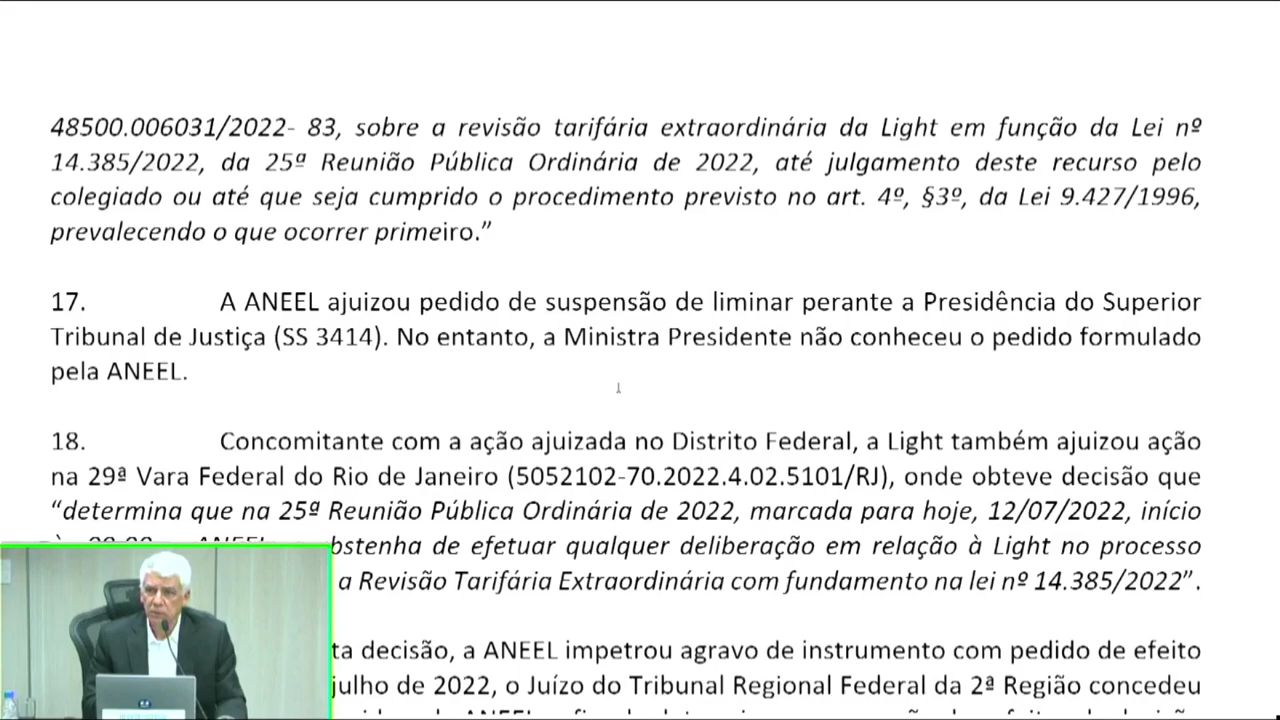 48500.006031/2022- 83, sobre a revisão tarifária extraordinária da Light em função da Lei nº
14.385/2022, da 25ª Reunião Pública Ordinária de 2022, até julgamento deste recurso pelo
colegiado ou até que seja cumprido o procedimento previsto no art. 4º, §3º, da Lei 9.427/1996,
prevalecendo o que ocorrer primeiro.”
17. A ANEEL ajuizou pedido de suspensão de liminar perante a Presidência do Superior
Tribunal de Justiça (SS 3414). No entanto, a Ministra Presidente não conheceu o pedido formulado
pela ANEEL.
18. Concomitante com a ação ajuizada no Distrito Federal, a Light também ajuizou ação
na 29ª Vara Federal do Rio de Janeiro (5052102-70.2022.4.02.5101/RJ), onde obteve decisão que
“determina que na 25ª Reunião Pública Ordinária de 2022, marcada para hoje, 12/07/2022, início
bstenha de efetuar qualquer deliberação em relação à Light no processo
a Revisão Tarifária Extraordinária com fundamento na lei nº 14.385/2022”.
ta decisão, a ANEEL impetrou agravo de instrumento com pedido de efeito
julho de 2022, o Juízo do Tribunal Regional Federal da 2ª Região concedeu